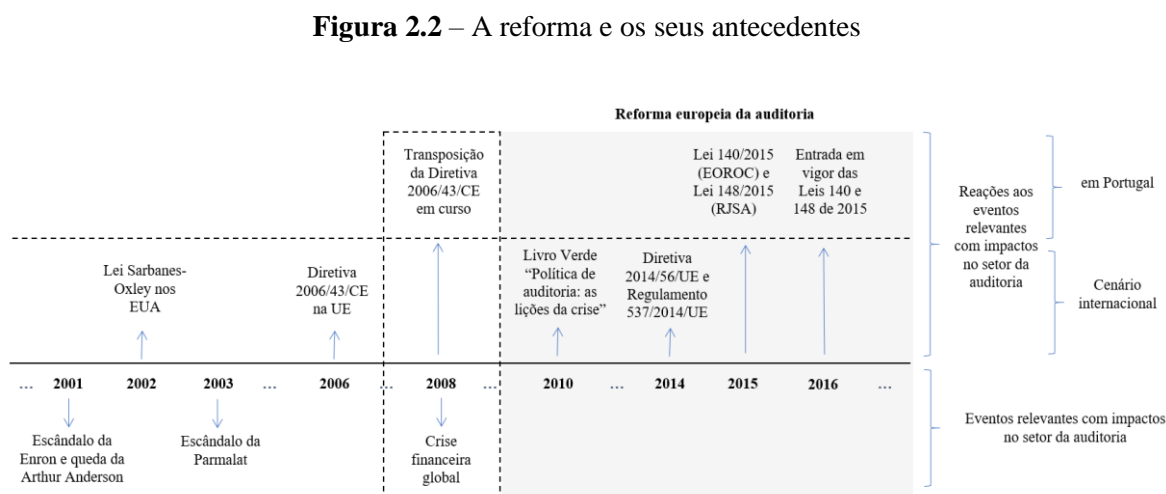 Figura 2.2 – A reforma e os seus antecedentes
Reforma europeia da auditoria
Transposição
da Diretiva
2006/43/CE
em curso
Lei 140/2015
(EOROC) e
Lei 148/2015
(RJSA)
Entrada em
vigor das
Leis 140 e
148 de 2015
Reações aos
eventos
relevantes
com impactos
no setor da
auditoria
em Portugal
Cenário
internacional
Lei Sarbanes-
Oxley nos
EUA
Diretiva
2006/43/CE
na UE
Livro Verde
“Política de
auditoria: as
lições da crise”
Diretiva
2014/56/UE e
Regulamento
537/2014/UE
... 2001 2002 2003 ... 2006 ... 2008 ... 2010 ... 2014 2015 2016 ...
Escândalo da
Enron e queda da
Arthur Anderson
Escândalo da
Parmalat
Crise
financeira
global
Eventos relevantes com impactos
no setor da auditoria